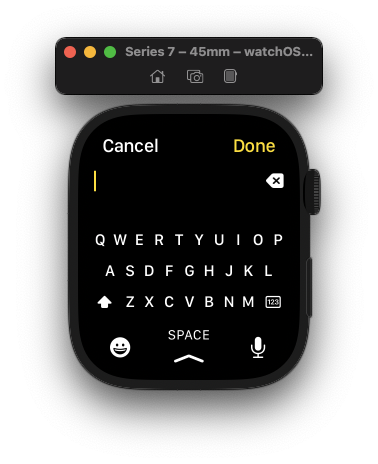 Series 7 – 45mm – watchOS...
Cancel Done
Q W E R T Y U I O P
A S D F G H J K L
Z X C V B N M 123
SPACE